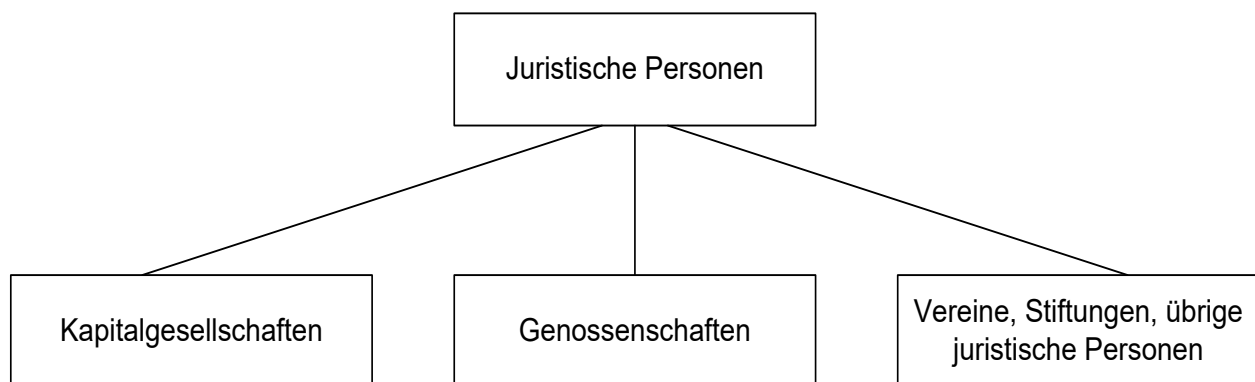 Juristische Personen
Kapitalgesellschaften
Genossenschaften
Vereine, Stiftungen, übrige
juristische Personen